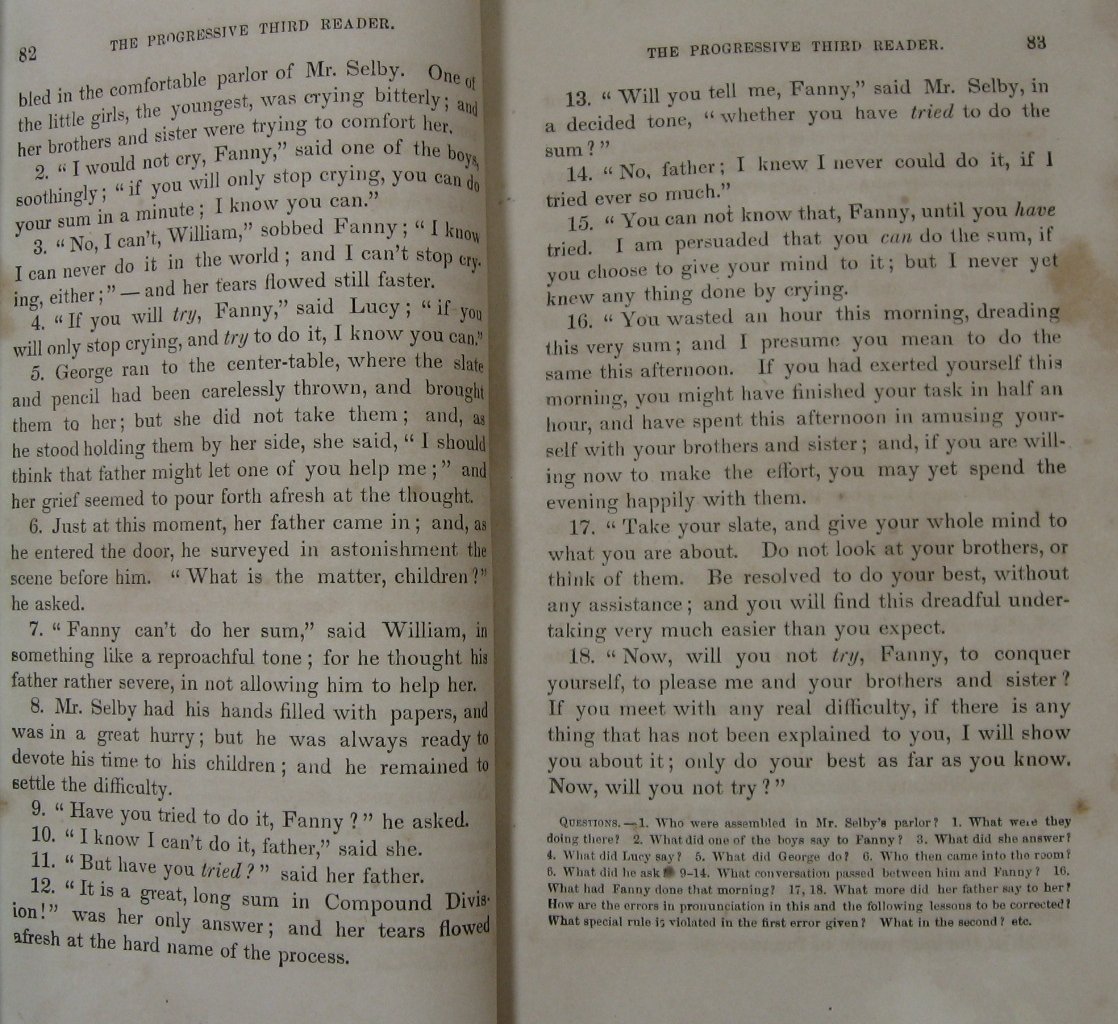 82
THE PROGRESSIVE THIRD READER.
bled in the comfortable parlor of Mr. Selby. One of
the little girls, the youngest, was crying bitterly; and
her brothers and sister were trying to comfort her.
2. “I would not cry, Fanny,” said one of the boys,
soothingly; “if you will only stop crying, you can do
your sum in a minute; I know you can.”
3. “No, I can't, William,” sobbed Fanny; “I know
I can never do it in the world; and I can't stop cry-
ing, either;”—and her tears flowed still faster.
4. “If you will try, Fanny,” said Lucy; “if you
will only stop crying, and try to do it, I know you can.”
5. George ran to the center-table, where the slate
and pencil had been carelessly thrown, and brought
them to her; but she did not take them; and, as
he stood holding them by her side, she said, “I should
think that father might let one of you help me;” and
her grief seemed to pour forth afresh at the thought.
6. Just at this moment, her father came in; and, as
he entered the door, he surveyed in astonishment the
scene before him. “What is the matter, children?”
he asked.
7. “Fanny can't do her sum,” said William, in
something like a reproachful tone; for he thought his
father rather severe, in not allowing him to help her.
8. Mr. Selby had his hands filled with papers, and
was in a great hurry; but he was always ready to
devote his time to his children; and he remained to
settle the difficulty.
9. “Have you tried to do it, Fanny?” he asked.
10. “I know I can't do it, father,” said she.
11. “But have you tried?” said her father.
12. “It is a great, long sum in Compound Divis-
ion!” was her only answer; and her tears flowed
afresh at the hard name of the process.
THE PROGRESSIVE THIRD READER.
83
13. “Will you tell me, Fanny,” said Mr. Selby, in
a decided tone, “whether you have tried to do the
sum?”
14. “No, father; I knew I never could do it, if I
tried ever so much.”
15. “You can not know that, Fanny, until you have
tried. I am persuaded that you can do the sum, if
you choose to give your mind to it; but I never yet
knew any thing done by crying.
16. “You wasted an hour this morning, dreading
this very sum; and I presume you mean to do the
same this afternoon. If you had exerted yourself this
morning, you might have finished your task in half an
hour, and have spent this afternoon in amusing your-
self with your brothers and sister; and, if you are will-
ing now to make the effort, you may yet spend the
evening happily with them.
17. “Take your slate, and give your whole mind to
what you are about. Do not look at your brothers, or
think of them. Be resolved to do your best, without
any assistance; and you will find this dreadful under-
taking very much easier than you expect.
18. “Now, will you not try, Fanny, to conquer
yourself, to please me and your brothers and sister?
If you meet with any real difficulty, if there is any
thing that has not been explained to you, I will show
you about it; only do your best as far as you know.
Now, will you not try?”
QUESTIONS.—1. Who were assembled in Mr. Selby's parlor? 1. What were they
doing there? 2. What did one of the boys say to Fanny? 3. What did she answer?
4. What did Lucy say? 5. What did George do? 6. Who then came into the room?
6. What did he ask? 9-14. What conversation passed between him and Fanny? 16.
What had Fanny done that morning? 17, 18. What more did her father say to her?
How are the errors in pronunciation in this and the following lessons to be corrected?
What special rule is violated in the first error given? What in the second? etc.